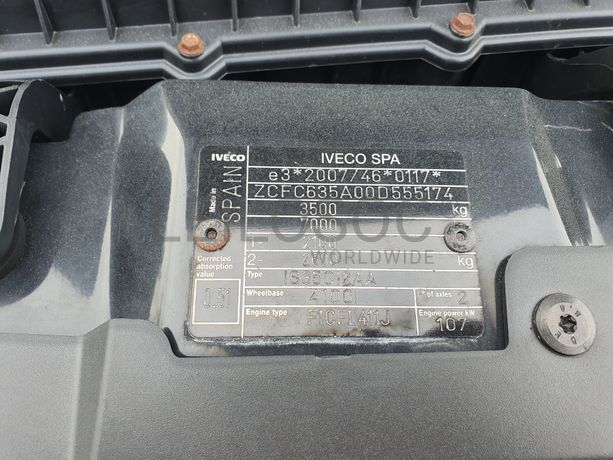 IVECO IVECO SPA
Made in SPAIN
e3*2007/46*0117*
ZCFC635A00D555174
3500 kg
7000
1- 2100
2- kg
WORLDWIDE
Corrected absorption value
0.51
Wheelbase 4100 n° of axles 2
Engine type F1CFL411J Engine power kW 107